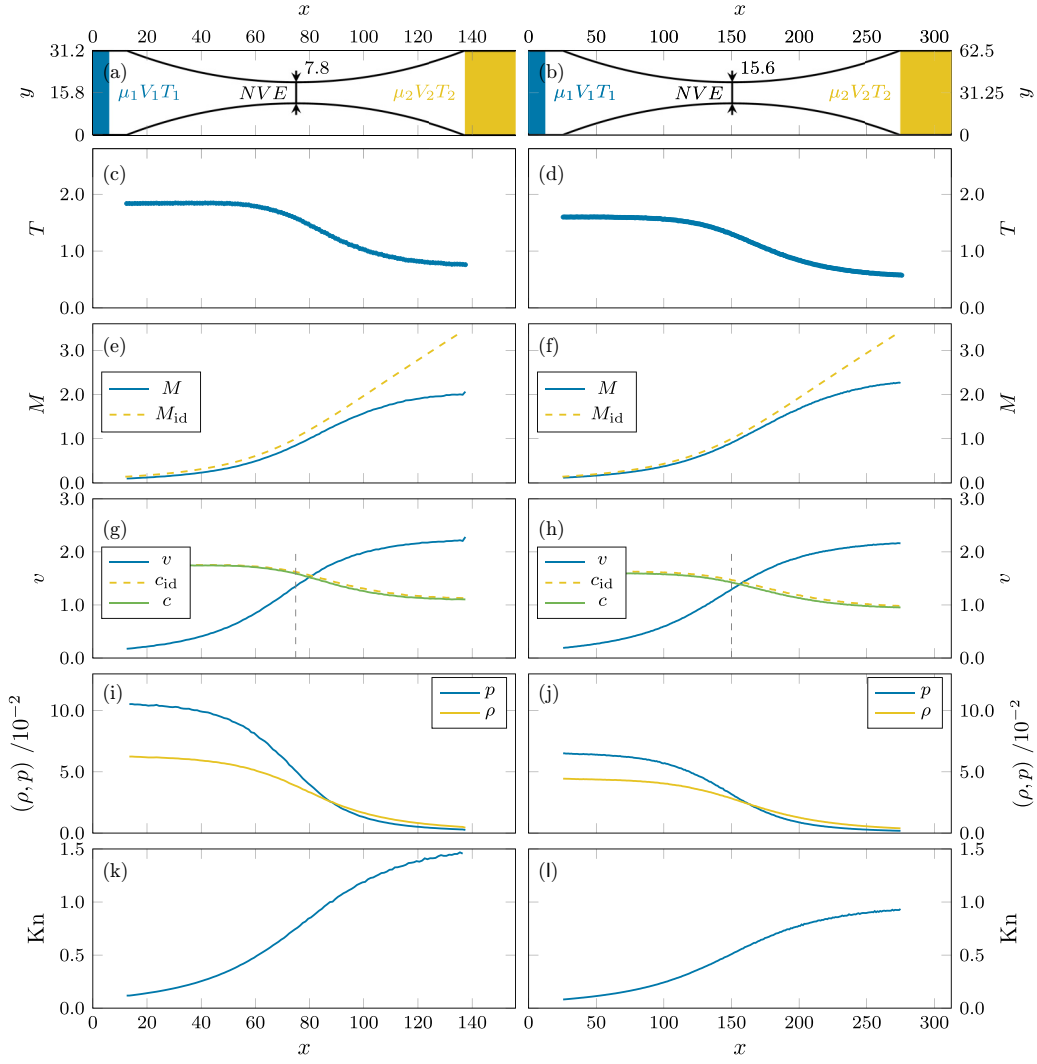 x x
0 20 40 60 80 100 120 140 0 50 100 150 200 250 300
31.2 (a) 7.8 (b) 15.6 62.5
y 15.8 μ₁V₁T₁ NVE μ₂V₂T₂ μ₁V₁T₁ NVE μ₂V₂T₂ 31.25 y
0 0
(c) (d)
2.0 2.0
T 1.0 1.0 T
0.0 0.0
(e) (f)
3.0 3.0
M M 2.0 M 2.0 M
M_id M_id
1.0 1.0
0.0 0.0
3.0 3.0
(g) (h)
v 2.0 v 2.0
v c_id c_id v
1.0 c c 1.0
0.0 0.0
(i) p (j) p
ρ ρ
10.0 10.0
(ρ, p) /10⁻² 5.0 5.0 (ρ, p) /10⁻²
0.0 0.0
1.5 1.5
(k) (l)
1.0 1.0
Kn 0.5 0.5 Kn
0.0 0.0
0 20 40 60 80 100 120 140 0 50 100 150 200 250 300
x x